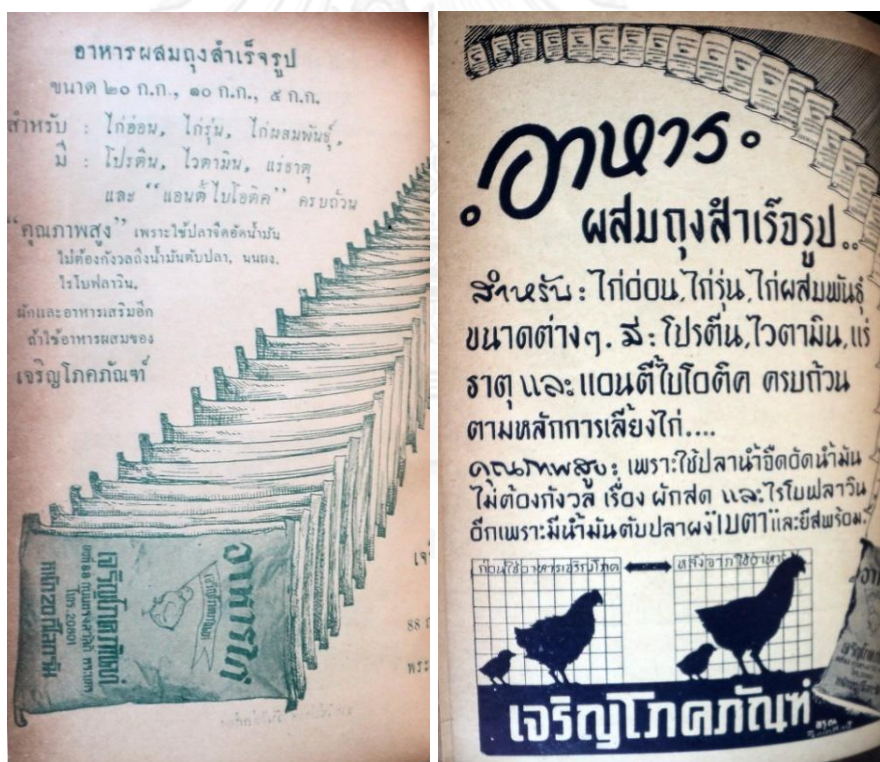 อาหารผสมถุงสำเร็จรูป
ขนาด ๒๐ ก.ก., ๑๐ ก.ก., ๕ ก.ก.
สำหรับ : ไก่อ่อน, ไก่รุ่น, ไก่ผสมพันธุ์,
มี : โปรตีน, ไวตามิน, แร่ธาตุ
และ “แอนตี้ไบโอติค” ครบถ้วน
“คุณภาพสูง” เพราะใช้ปลาจืดอัดน้ำมัน
ไม่ต้องกังวลถึงน้ำมันตับปลา, นมผง,
ไรโบฟลาวิน,
ผักและอาหารเสริมอีก
ถ้าใช้อาหารผสมของ
เจริญโภคภัณฑ์
อาหารไก่
เจริญโภคภัณฑ์
โทร 20801
หนัก20กิโลกรัม
88
อาหาร
ผสมถุงสำเร็จรูป..
สำหรับ: ไก่อ่อน,ไก่รุ่น,ไก่ผสมพันธุ์
ขนาดต่างๆ. มี: โปรตีน,ไวตามิน,แร่
ธาตุ และ แอนตี้ไบโอติค ครบถ้วน
ตามหลักการเลี้ยงไก่....
คุณภาพสูง: เพราะใช้ปลาน้ำจืดอัดน้ำมัน
ไม่ต้องกังวล เรื่อง ผักสด และไรโบฟลาวิน
อีกเพราะมีน้ำมันตับปลาผง"เบตา"และยีสพร้อม.
ก่อนใช้อาหารเจริญโภค
หลังจากใช้อาหาร
เจริญโภคภัณฑ์